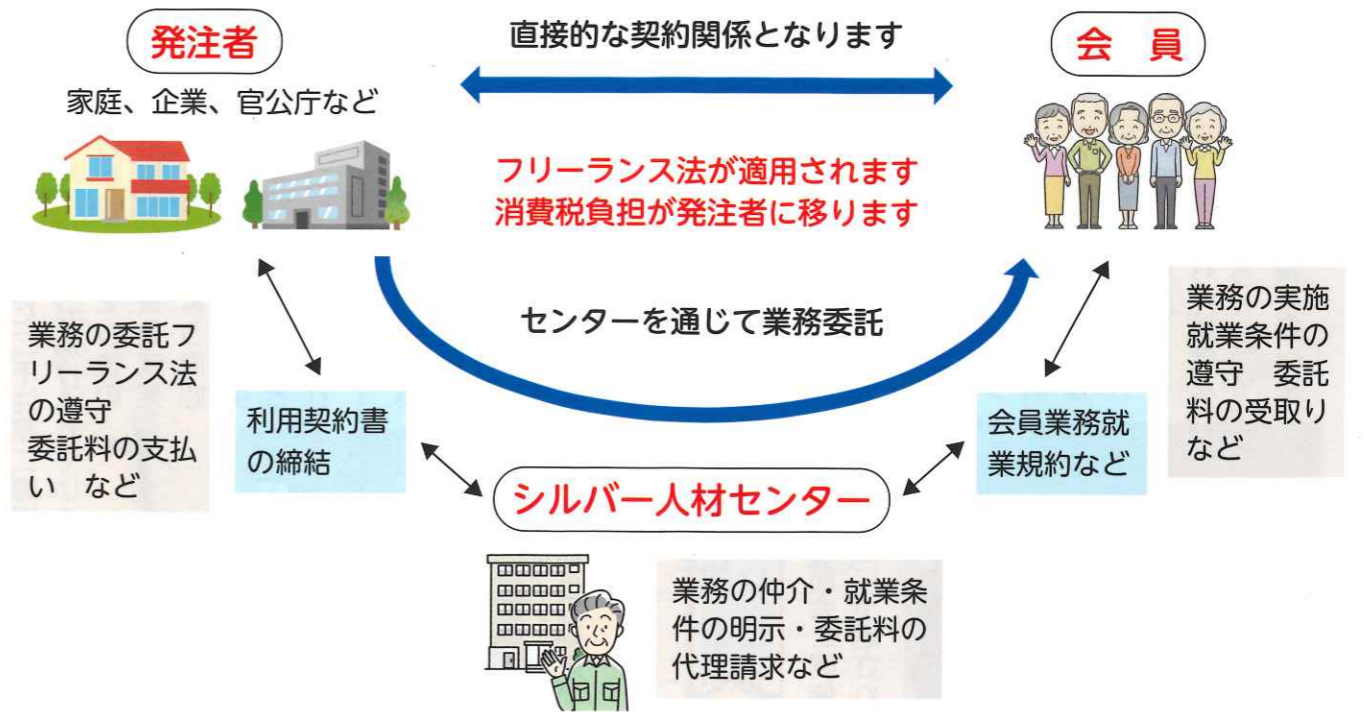 発注者
家庭、企業、官公庁など
直接的な契約関係となります
会　員
フリーランス法が適用されます
消費税負担が発注者に移ります
センターを通じて業務委託
業務の委託フ
リーランス法
の遵守
委託料の支払
い　など
利用契約書
の締結
会員業務就
業規約など
業務の実施
就業条件の
遵守　委託
料の受取り
など
シルバー人材センター
業務の仲介・就業条
件の明示・委託料の
代理請求など